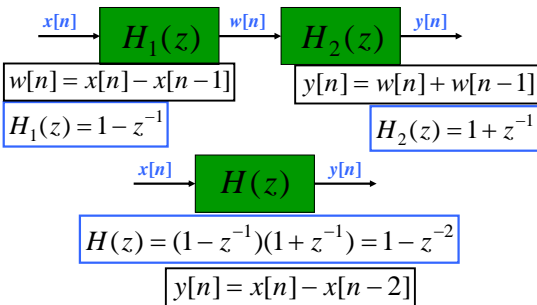 x[n] H₁(z) w[n] H₂(z) y[n]
w[n] = x[n] − x[n−1] y[n] = w[n] + w[n−1]
H₁(z) = 1 − z⁻¹ H₂(z) = 1 + z⁻¹
x[n] H(z) y[n]
H(z) = (1 − z⁻¹)(1 + z⁻¹) = 1 − z⁻²
y[n] = x[n] − x[n−2]